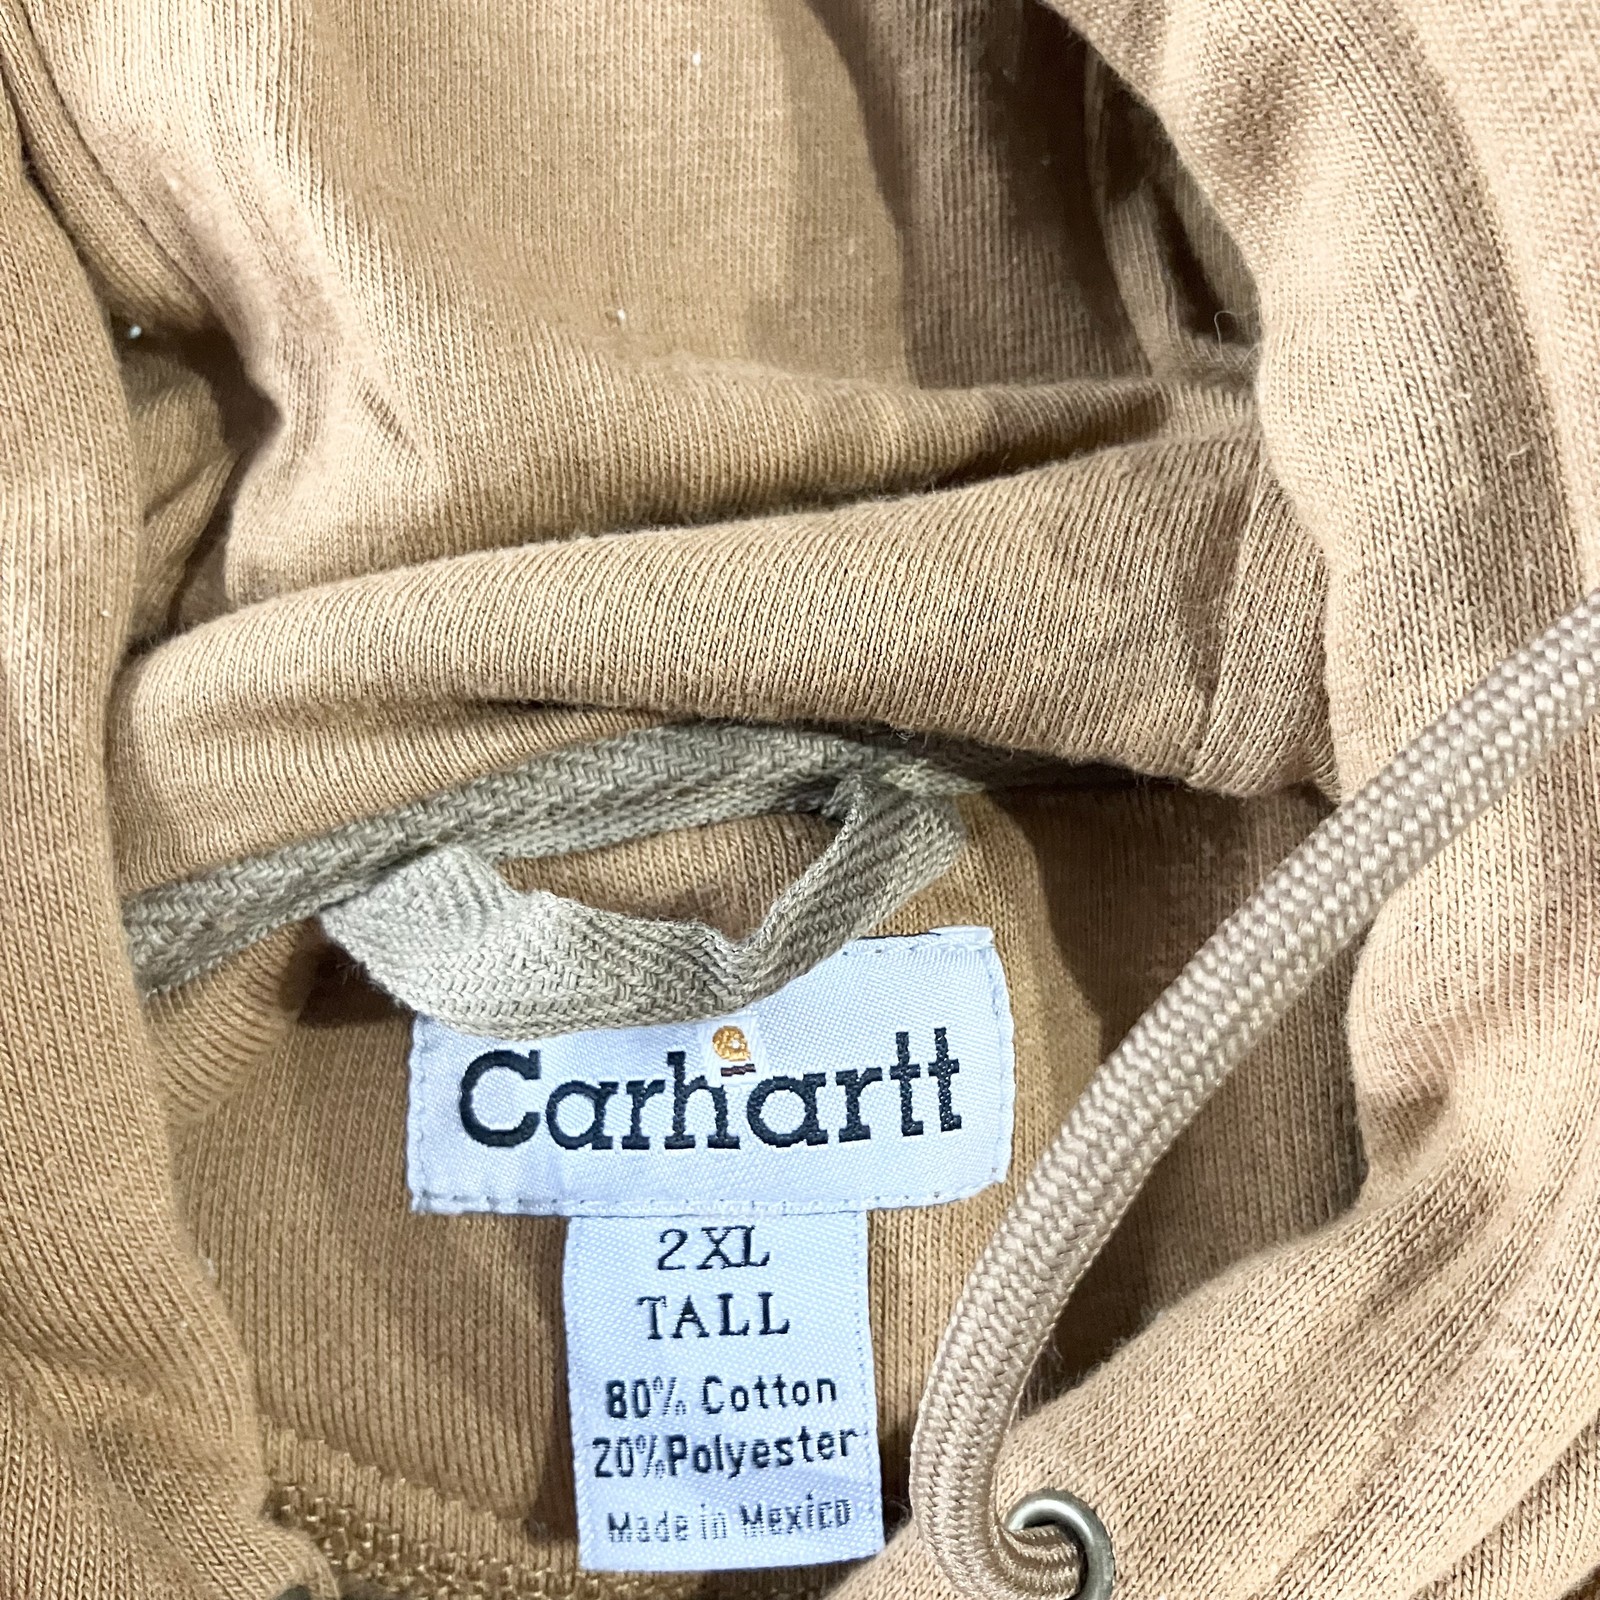 Carhartt
2XL
TALL
80% Cotton
20% Polyester
Made in Mexico